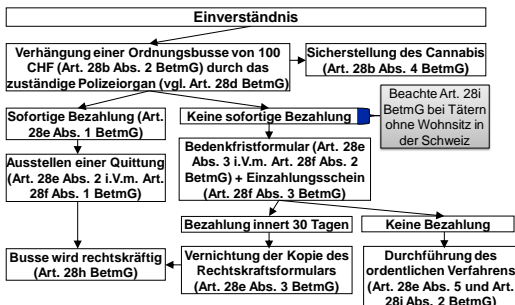 Einverständnis
Verhängung einer Ordnungsbusse von 100
CHF (Art. 28b Abs. 2 BetmG) durch das
zuständige Polizeiorgan (vgl. Art. 28d BetmG)
Sicherstellung des Cannabis
(Art. 28b Abs. 4 BetmG)
Sofortige Bezahlung (Art.
28e Abs. 1 BetmG)
Keine sofortige Bezahlung
Beachte Art. 28i
BetmG bei Tätern
ohne Wohnsitz in
der Schweiz
Ausstellen einer Quittung
(Art. 28e Abs. 2 i.V.m. Art.
28f Abs. 1 BetmG)
Bedenkfristformular (Art. 28e
Abs. 3 i.V.m. Art. 28f Abs. 2
BetmG) + Einzahlungsschein
(Art. 28f Abs. 3 BetmG)
Bezahlung innert 30 Tagen
Keine Bezahlung
Busse wird rechtskräftig
(Art. 28h BetmG)
Vernichtung der Kopie des
Rechtskraftformulars
(Art. 28e Abs. 3 BetmG)
Durchführung des
ordentlichen Verfahrens
(Art. 28e Abs. 5 und Art.
28i Abs. 2 BetmG)